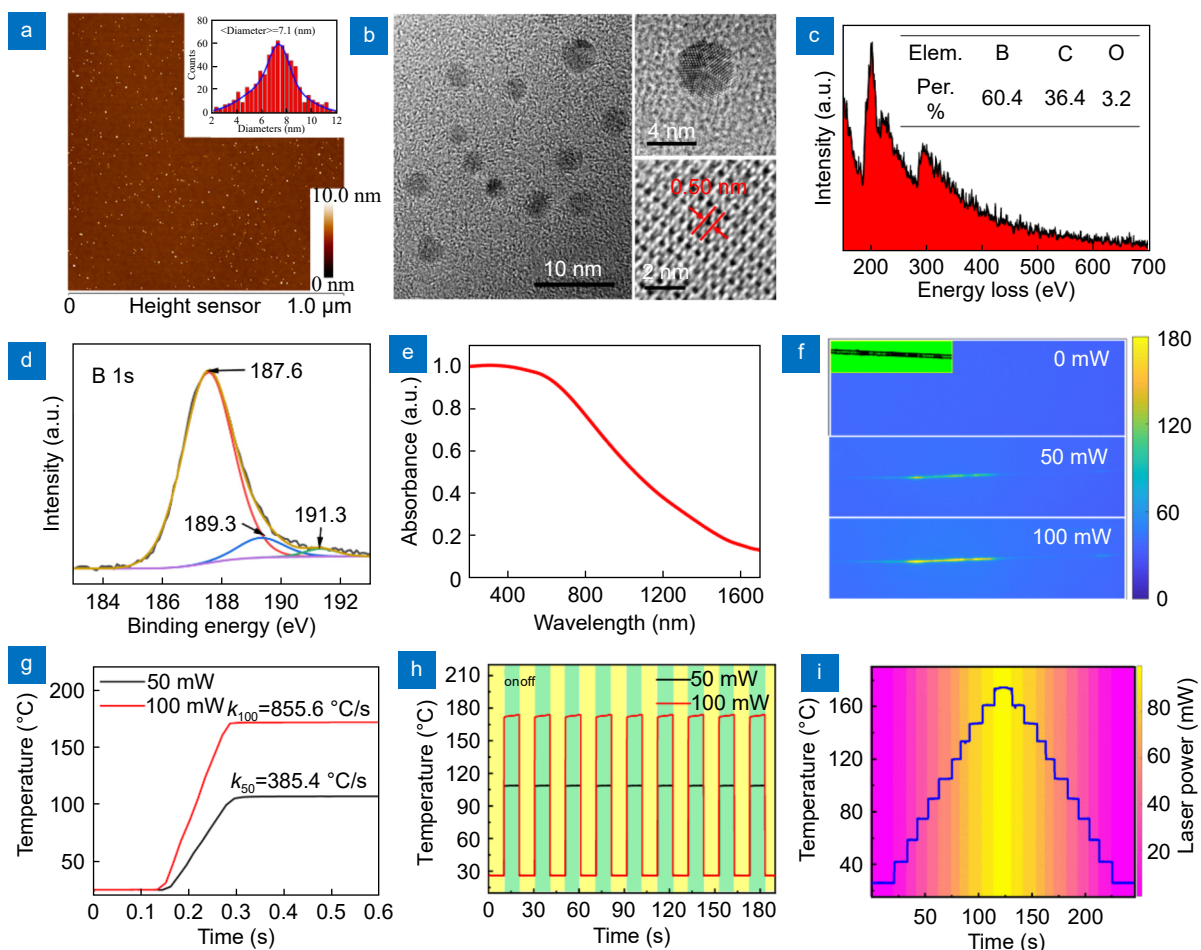 a
<Diameter>=7.1 (nm)
Counts
80
60
40
20
0
2 4 6 8 10 12
Diameters (nm)
10.0 nm
0 nm
0 Height sensor 1.0 μm
b
10 nm
4 nm
0.50 nm
2 nm
c
Elem. B C O
Per. % 60.4 36.4 3.2
Intensity (a.u.)
200 300 400 500 600 700
Energy loss (eV)
d
B 1s
187.6
189.3
191.3
Intensity (a.u.)
184 186 188 190 192
Binding energy (eV)
e
Absorbance (a.u.)
1.0
0.8
0.6
0.4
0.2
0
400 800 1200 1600
Wavelength (nm)
f
0 mW
50 mW
100 mW
180
120
60
0
g
50 mW
100 mW
k100=855.6 °C/s
k50=385.4 °C/s
Temperature (°C)
200
150
100
50
0 0.1 0.2 0.3 0.4 0.5 0.6
Time (s)
h
onoff
50 mW
100 mW
Temperature (°C)
210
180
150
120
90
60
30
0 30 60 90 120 150 180
Time (s)
i
Temperature (°C)
160
120
80
40
50 100 150 200
Time (s)
80
60
40
20
Laser power (mW)